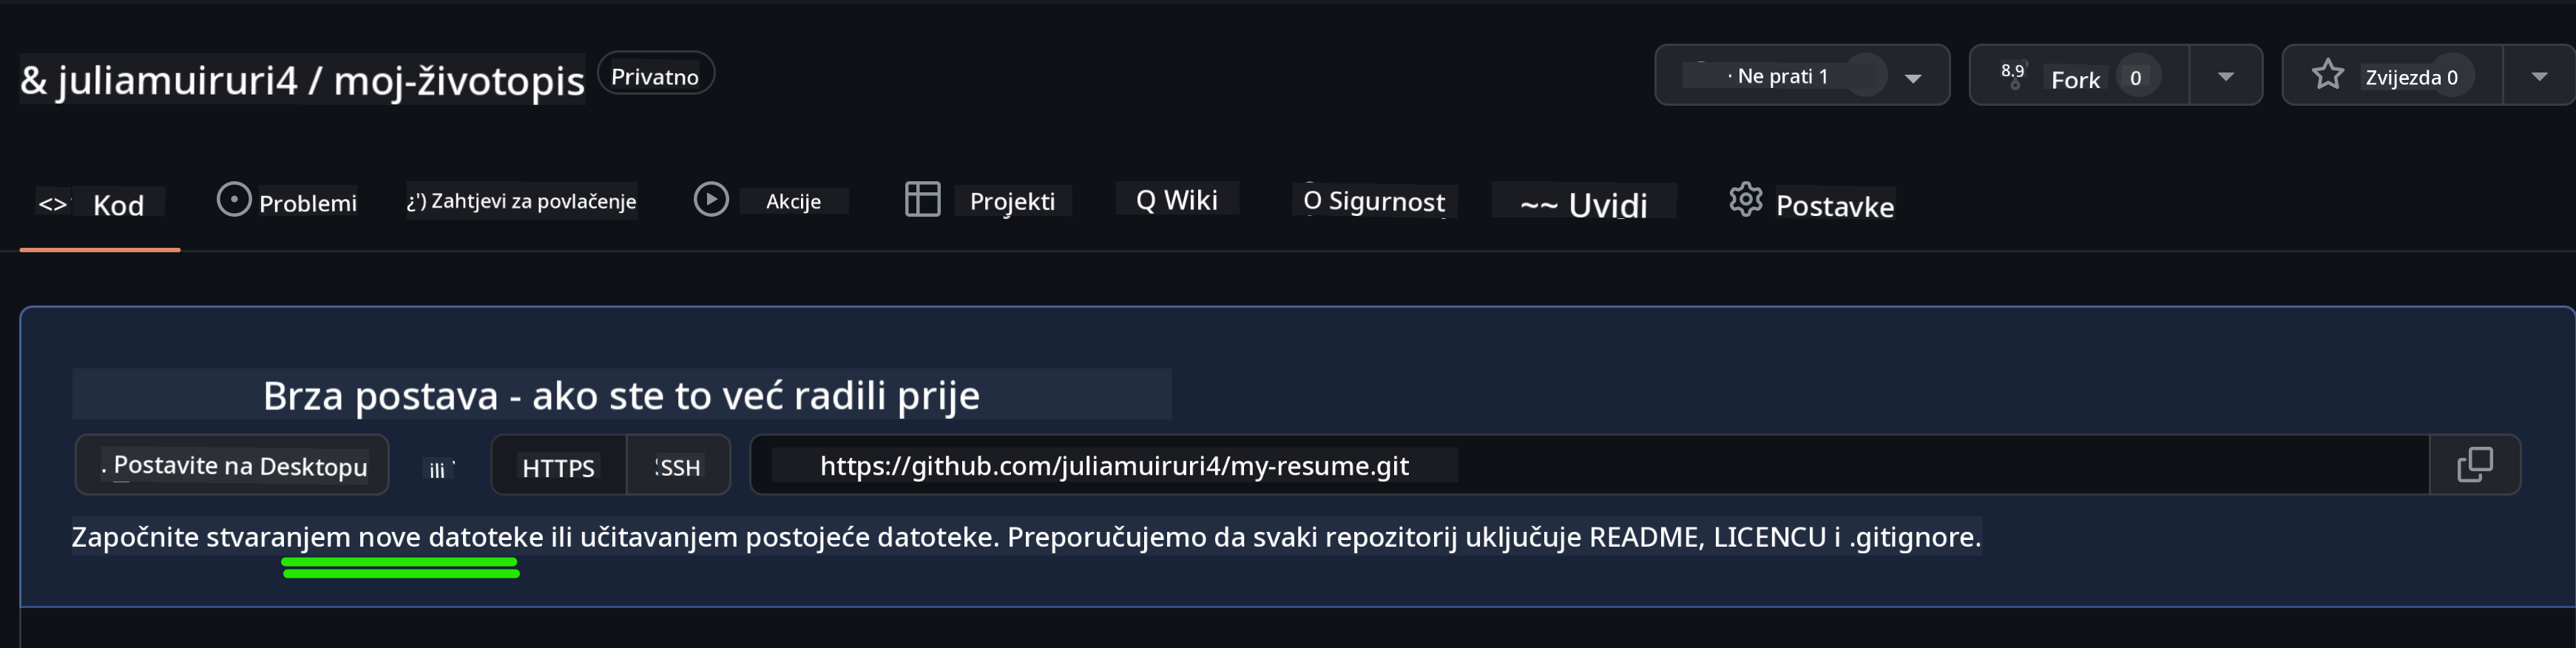 & juliamuiruri4 / moj-životopis Privatno · Ne prati 1 8.9 Fork 0 Zvijezda 0
<> Kod Problemi ¿') Zahtjevi za povlačenje Akcije Projekti Q Wiki O Sigurnost ~~ Uvidi Postavke
Brza postava - ako ste to već radili prije
. Postavite na Desktopu ili HTTPS SSH https://github.com/juliamuiruri4/my-resume.git
Započnite stvaranjem nove datoteke ili učitavanjem postojeće datoteke. Preporučujemo da svaki repozitorij uključuje README, LICENCU i .gitignore.